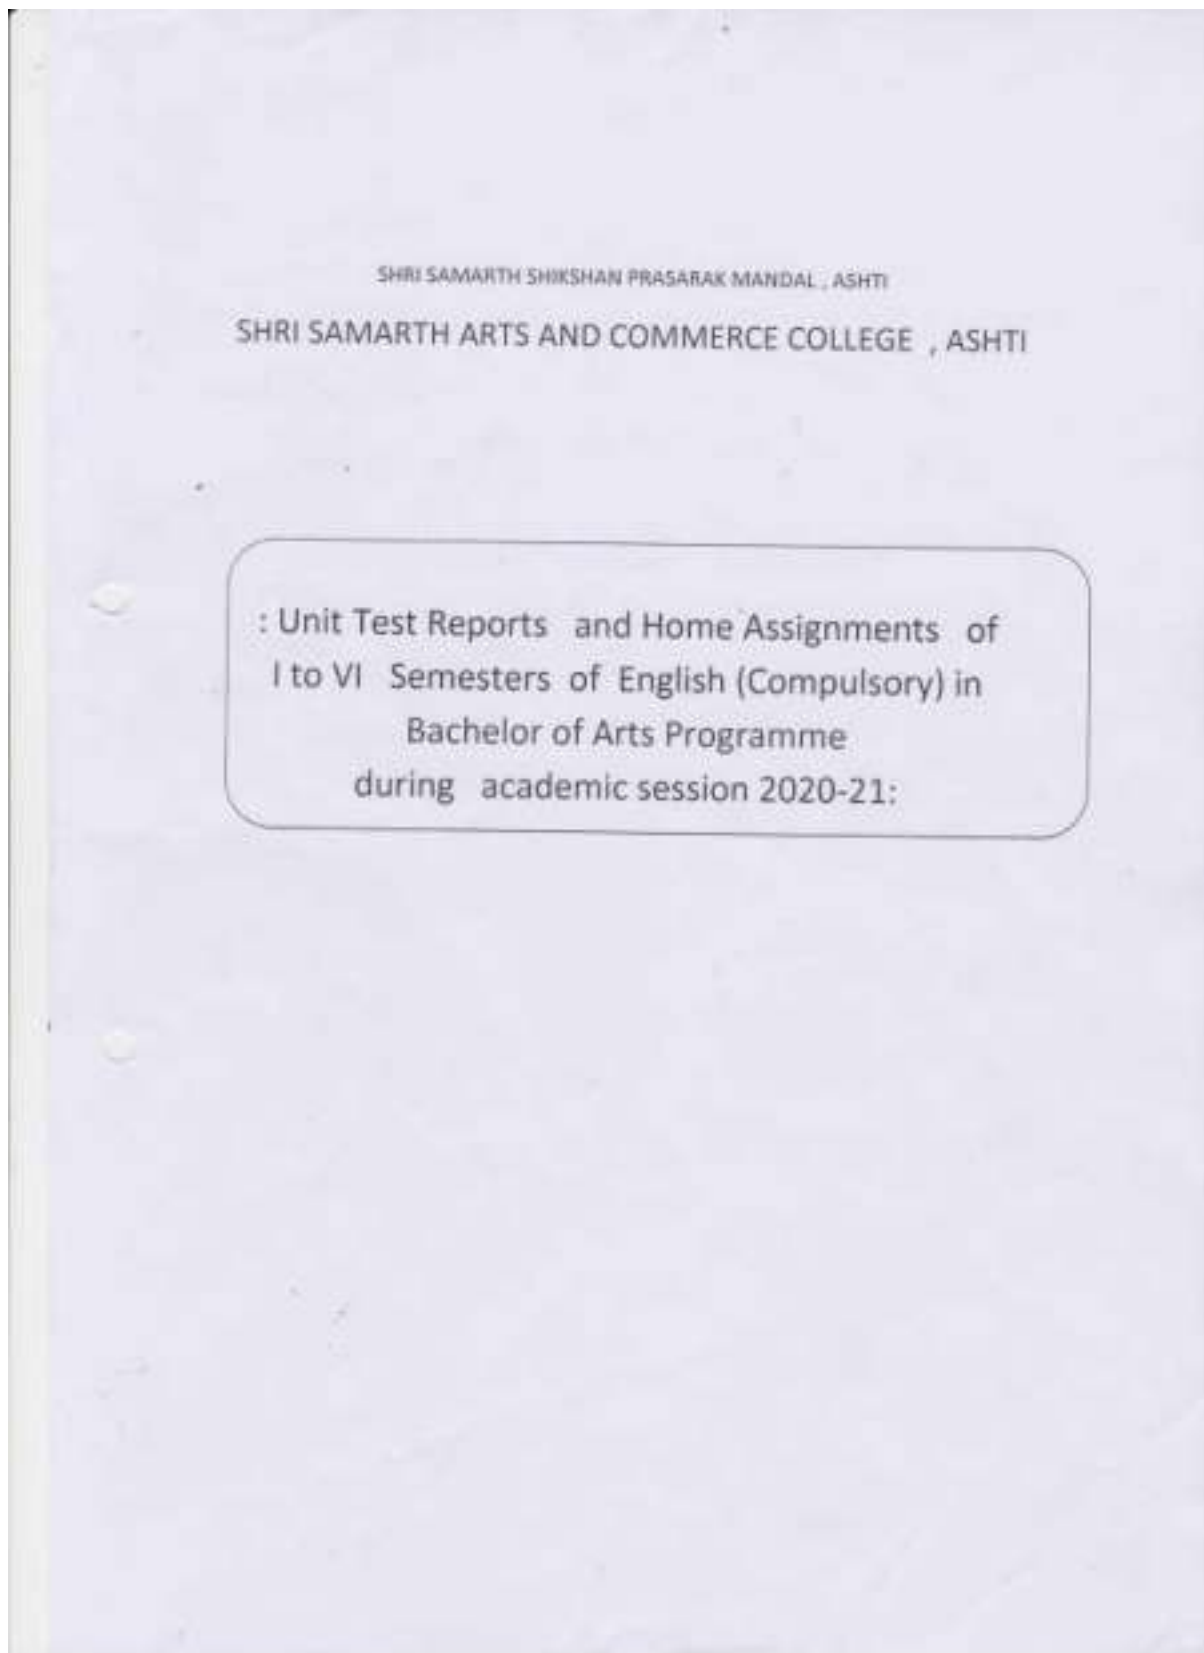 SHRI SAMARTH SHIKSHAN PRASARAK MANDAL , ASHTI
SHRI SAMARTH ARTS AND COMMERCE COLLEGE , ASHTI
: Unit Test Reports and Home Assignments of
I to VI Semesters of English (Compulsory) in
Bachelor of Arts Programme
during academic session 2020-21: